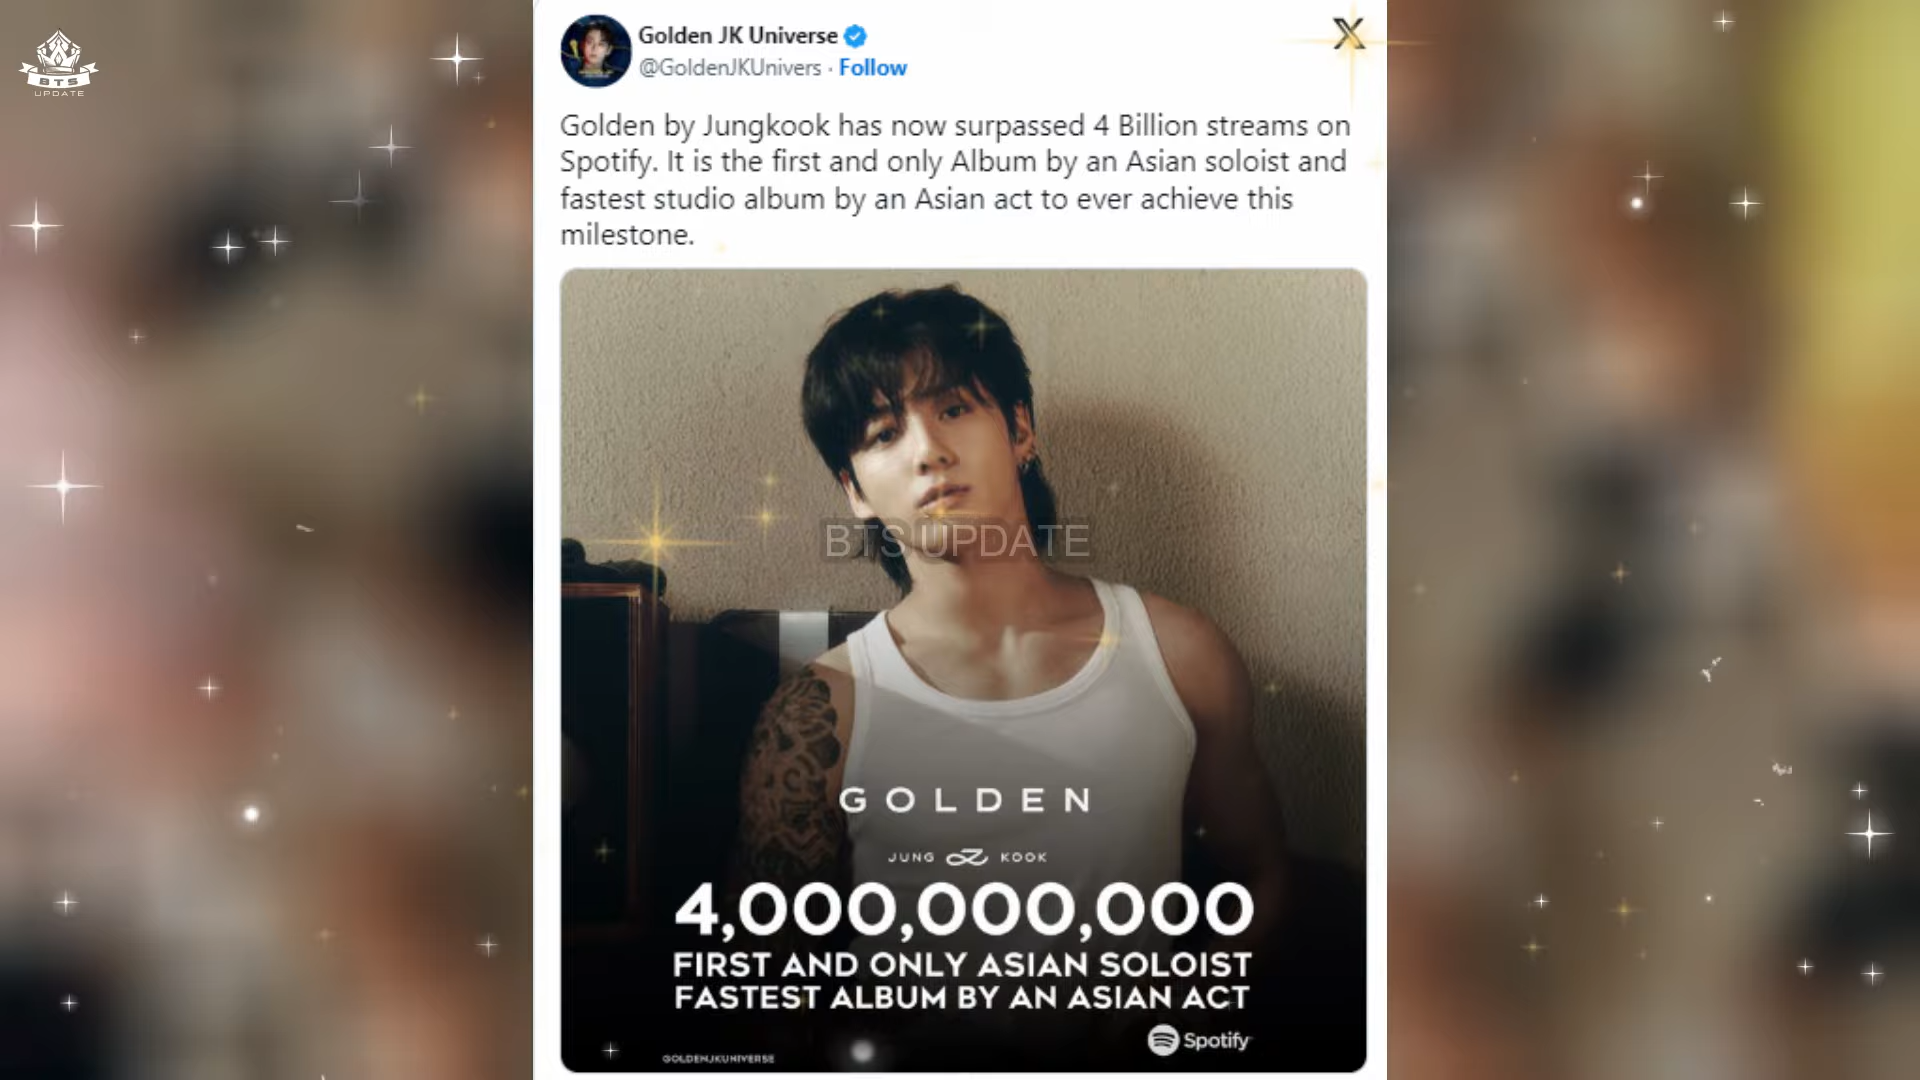 BTS
UPDATE
Golden JK Universe
@GoldenJKUnivers · Follow
Golden by Jungkook has now surpassed 4 Billion streams on
Spotify. It is the first and only Album by an Asian soloist and
fastest studio album by an Asian act to ever achieve this
milestone.
BTS UPDATE
GOLDEN
JUNG KOOK
4,000,000,000
FIRST AND ONLY ASIAN SOLOIST
FASTEST ALBUM BY AN ASIAN ACT
Spotify
GOLDENJKUNIVERSE